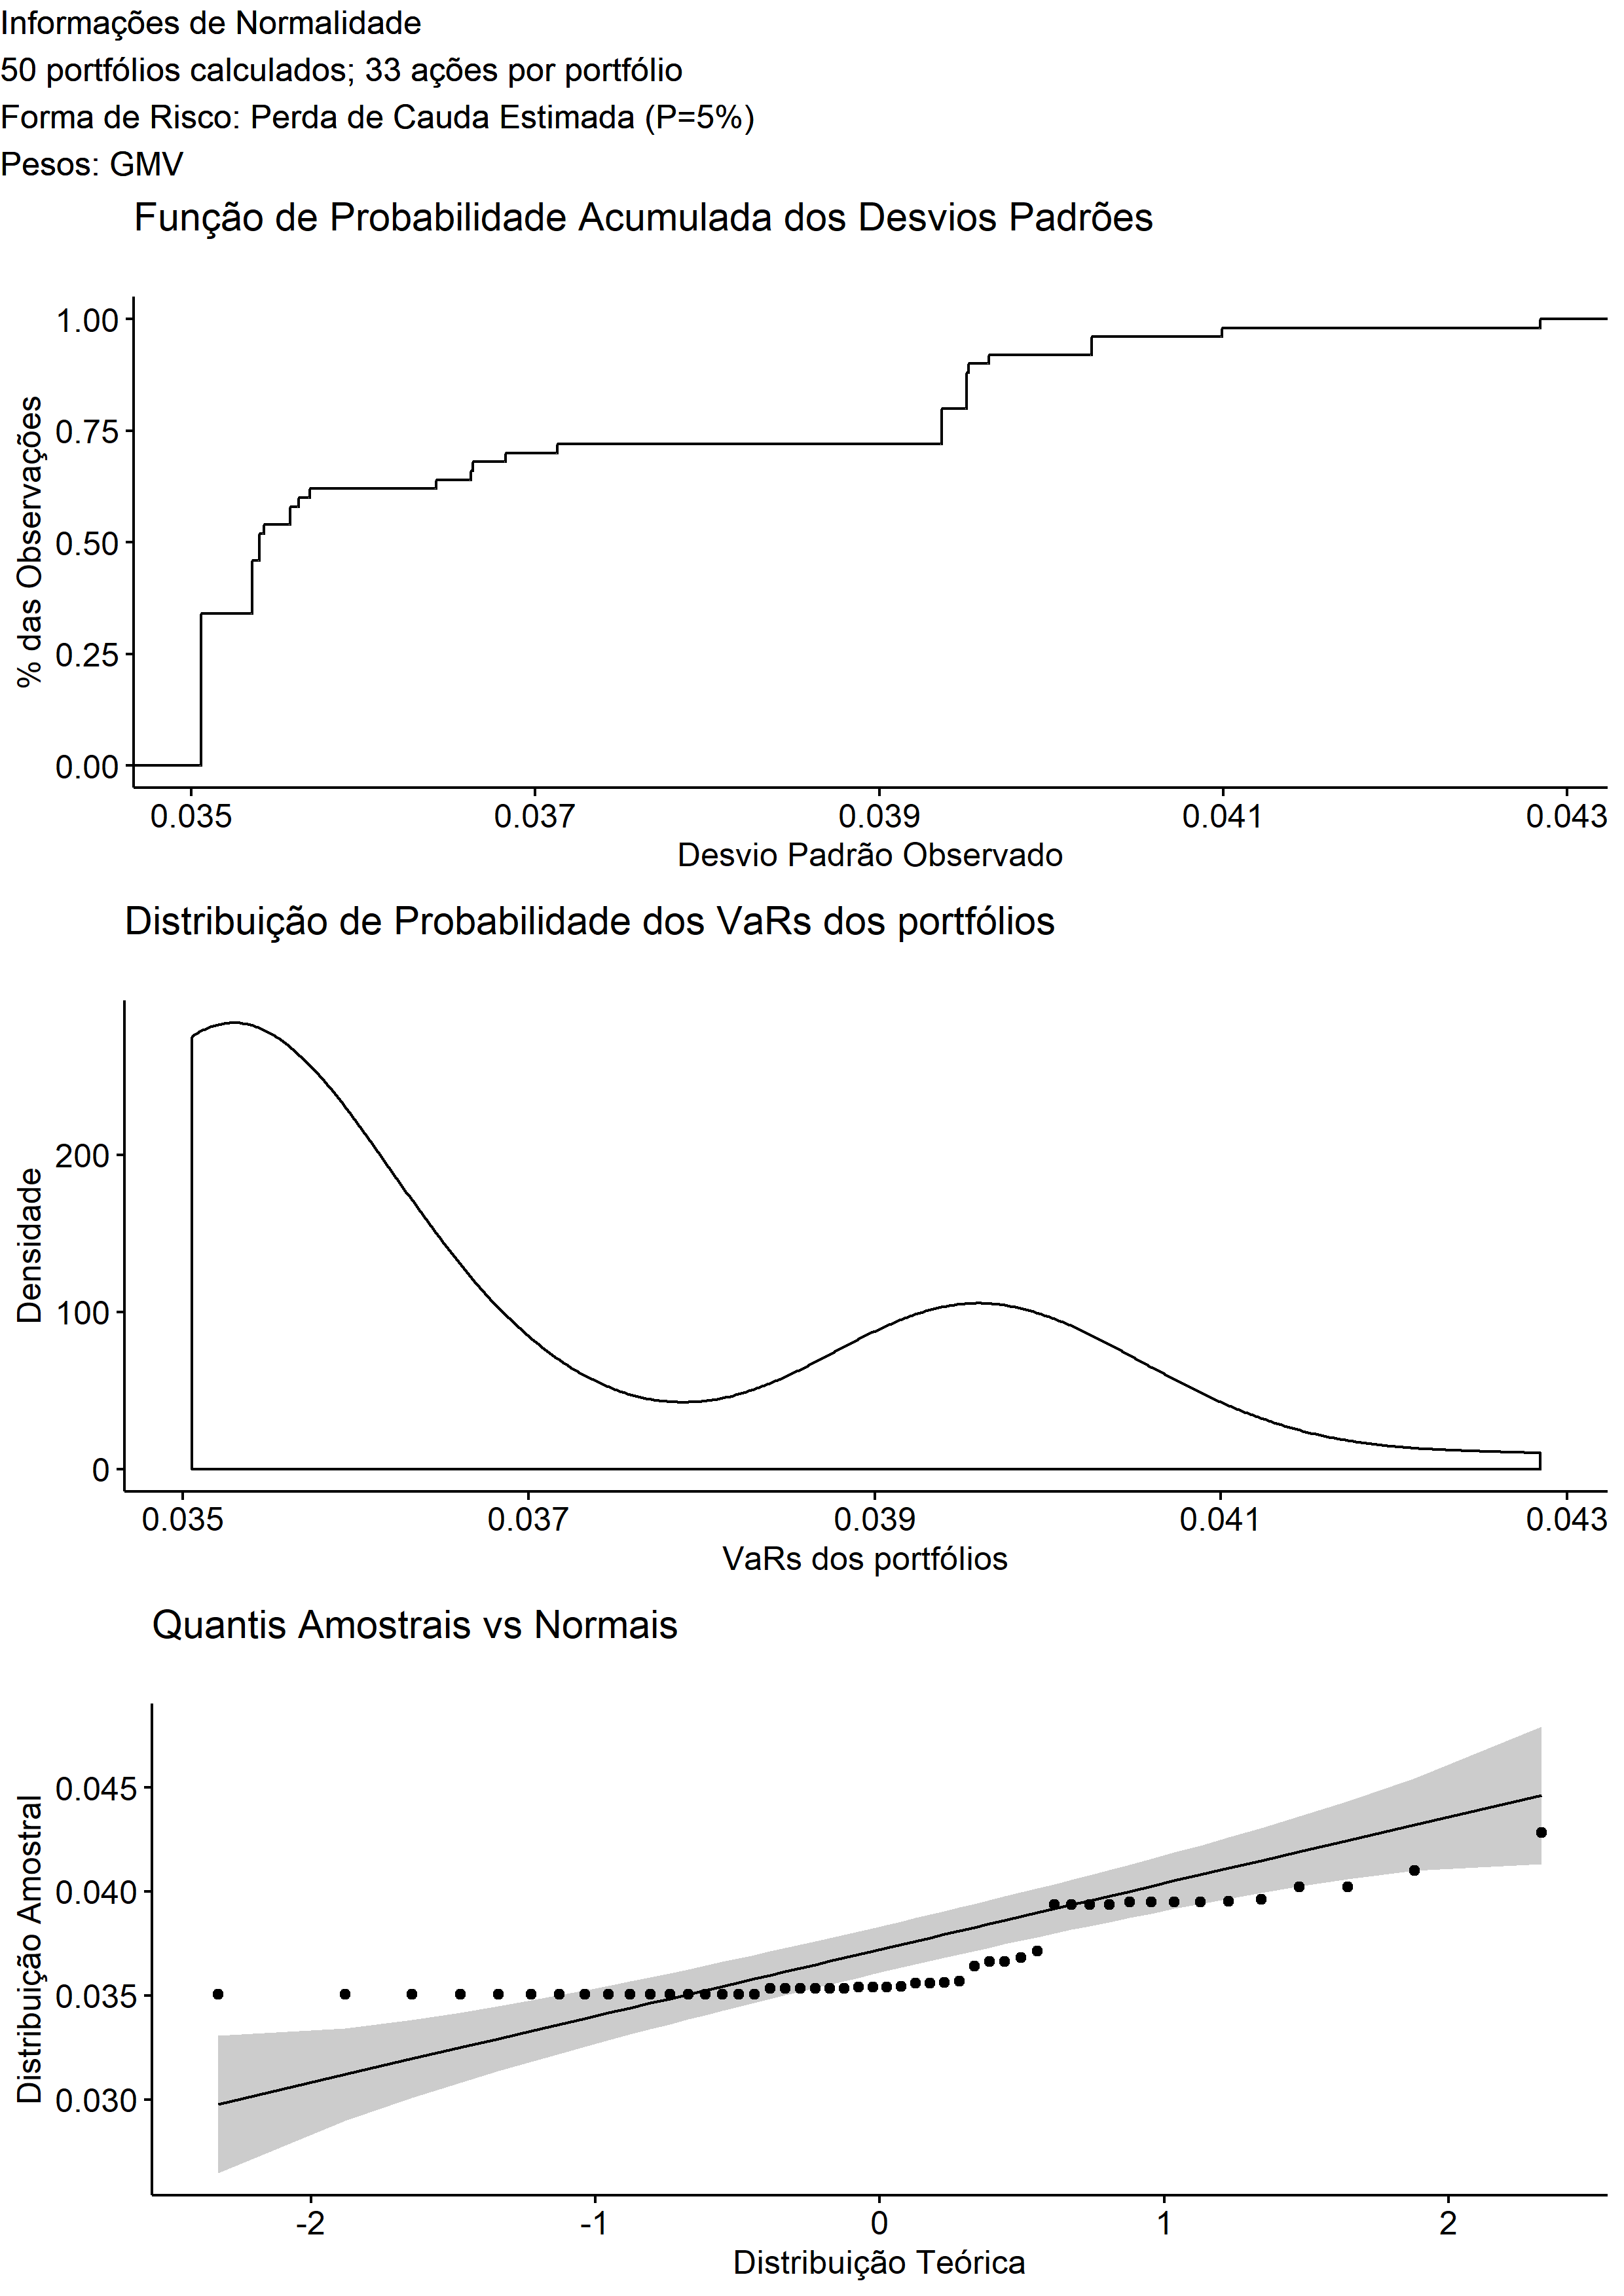 Informações de Normalidade
50 portfólios calculados; 33 ações por portfólio
Forma de Risco: Perda de Cauda Estimada (P=5%)
Pesos: GMV
Função de Probabilidade Acumulada dos Desvios Padrões
% das Observações
1.00
0.75
0.50
0.25
0.00
0.035 0.037 0.039 0.041 0.043
Desvio Padrão Observado
Distribuição de Probabilidade dos VaRs dos portfólios
Densidade
200
100
0
0.035 0.037 0.039 0.041 0.043
VaRs dos portfólios
Quantis Amostrais vs Normais
Distribuição Amostral
0.045
0.040
0.035
0.030
-2 -1 0 1 2
Distribuição Teórica